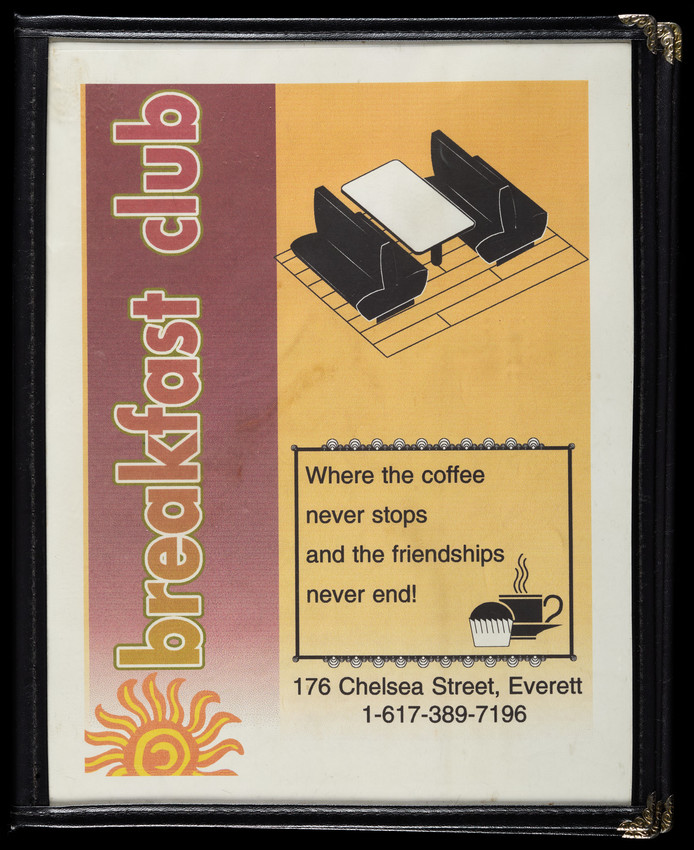 breakfast club
Where the coffee
never stops
and the friendships
never end!
176 Chelsea Street, Everett
1-617-389-7196